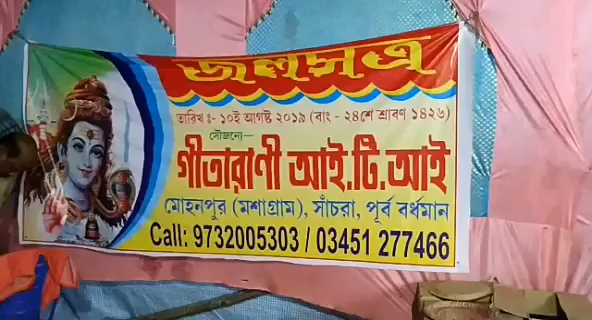 জলসত্র
তারিখ ঃ- ১০ই আগষ্ট ২০১৯ (বাং - ২৪শে শ্রাবণ ১৪২৬)
সৌজন্যে-
গীতারাণী আই.টি.আই
মোহনপুর (মশাগ্রাম), সাঁচরা, পূর্ব বর্ধমান
Call: 9732005303 / 03451 277466